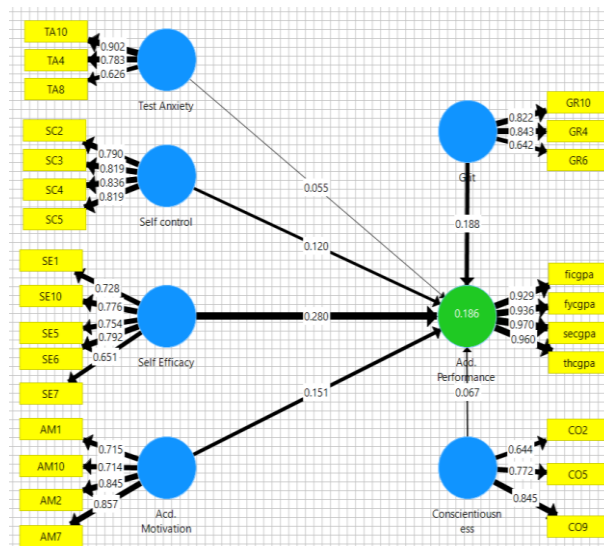 TA10
TA4
TA8
0.902
0.783
0.626
Test Anxiety
SC2
SC3
SC4
SC5
0.790
0.819
0.836
0.819
Self control
SE1
SE10
SE5
SE6
SE7
0.728
0.776
0.754
0.792
0.651
Self Efficacy
AM1
AM10
AM2
AM7
0.715
0.714
0.845
0.857
Acd.
Motivation
0.055
0.120
0.280
0.151
GR10
GR4
GR6
0.822
0.843
0.642
Grit
0.188
0.186
Acd.
Performance
0.067
ficgpa
fycgpa
secgpa
thcgpa
0.929
0.936
0.970
0.960
CO2
CO5
CO9
0.644
0.772
0.845
Conscientiousn
ess